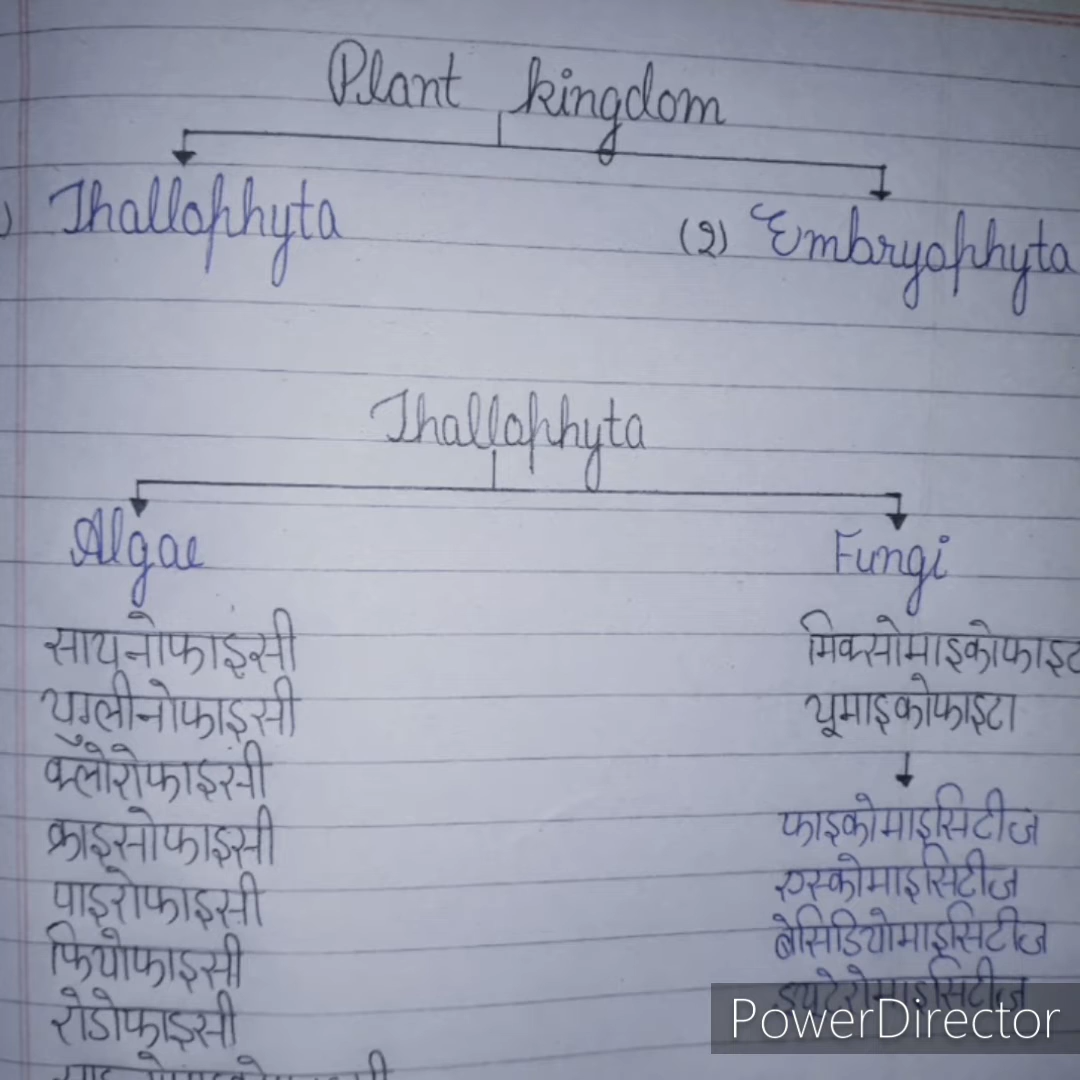 Plant kingdom
) Thallophyta (2) Embryophyta
Thallophyta
Algae Fungi
सायनोफाइसी मिक्सोमाइकोफाइट
युग्लीनोफाइसी यूमाइकोफाइटा
क्लोरोफाइसी
क्राइसोफाइसी फाइकोमाइसिटीज
पाइरोफाइसी एस्कोमाइसिटीज
फियोफाइसी बेसिडियोमाइसिटीज
रोडोफाइसी ड्यूटेरोमाइसिटीज
PowerDirector